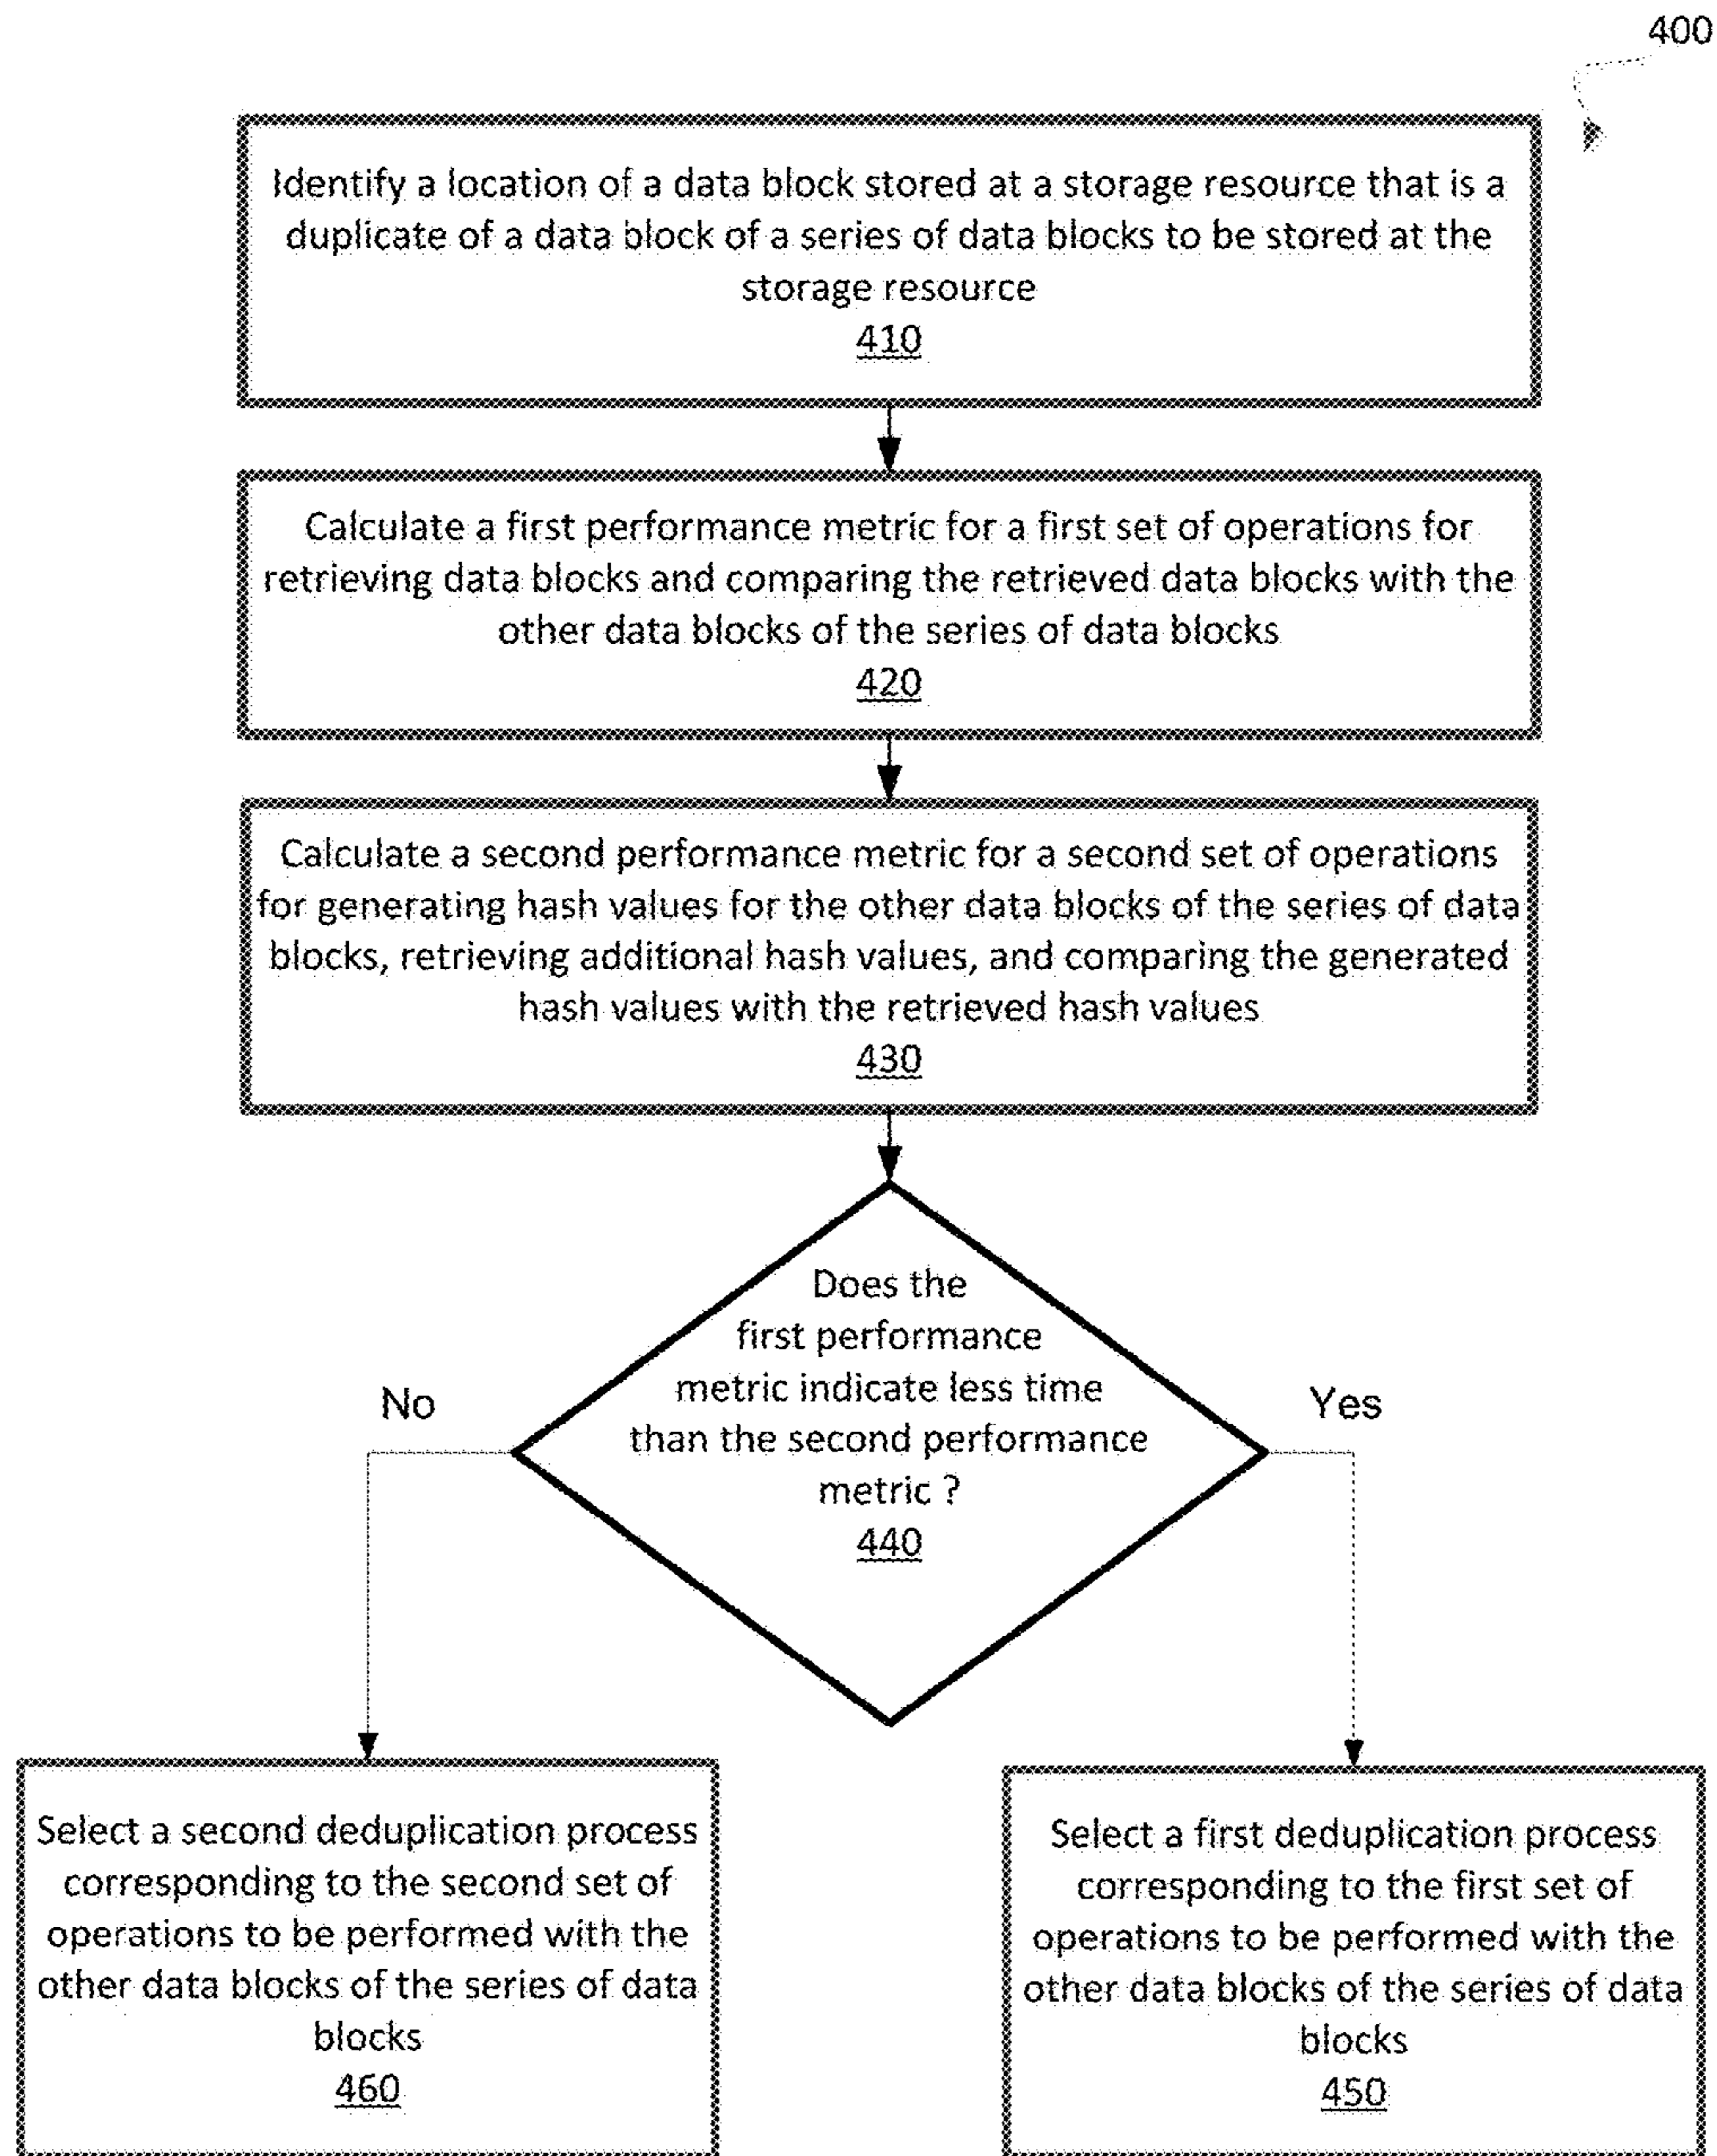 400
Identify a location of a data block stored at a storage resource that is a
duplicate of a data block of a series of data blocks to be stored at the
storage resource
410
Calculate a first performance metric for a first set of operations for
retrieving data blocks and comparing the retrieved data blocks with the
other data blocks of the series of data blocks
420
Calculate a second performance metric for a second set of operations
for generating hash values for the other data blocks of the series of data
blocks, retrieving additional hash values, and comparing the generated
hash values with the retrieved hash values
430
Does the
first performance
metric indicate less time
than the second performance
metric ?
440
No
Yes
Select a second deduplication process
corresponding to the second set of
operations to be performed with the
other data blocks of the series of data
blocks
460
Select a first deduplication process
corresponding to the first set of
operations to be performed with the
other data blocks of the series of data
blocks
450